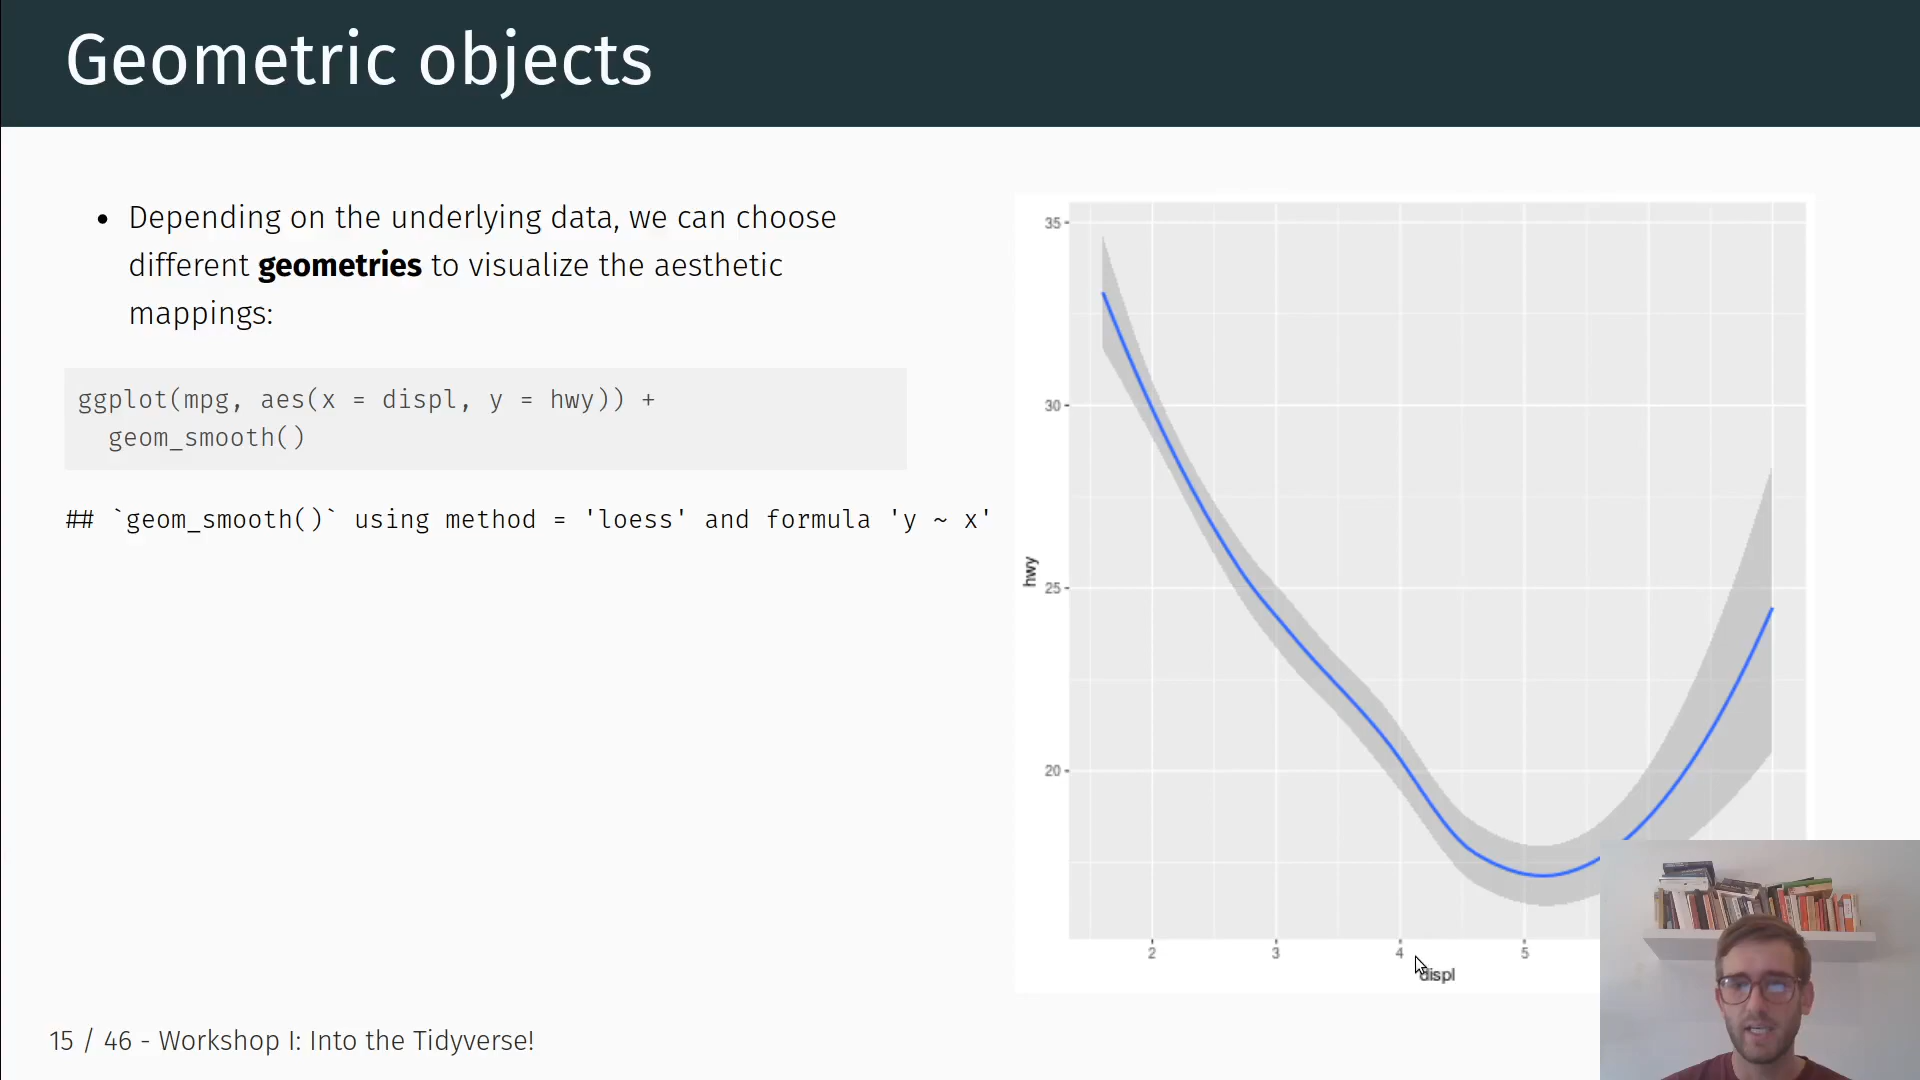 Geometric objects
• Depending on the underlying data, we can choose
different geometries to visualize the aesthetic
mappings:
ggplot(mpg, aes(x = displ, y = hwy)) +
geom_smooth()
## `geom_smooth()` using method = 'loess' and formula 'y ~ x'
35
30
25
20
hwy
2 3 4 5
displ
15 / 46 - Workshop I: Into the Tidyverse!